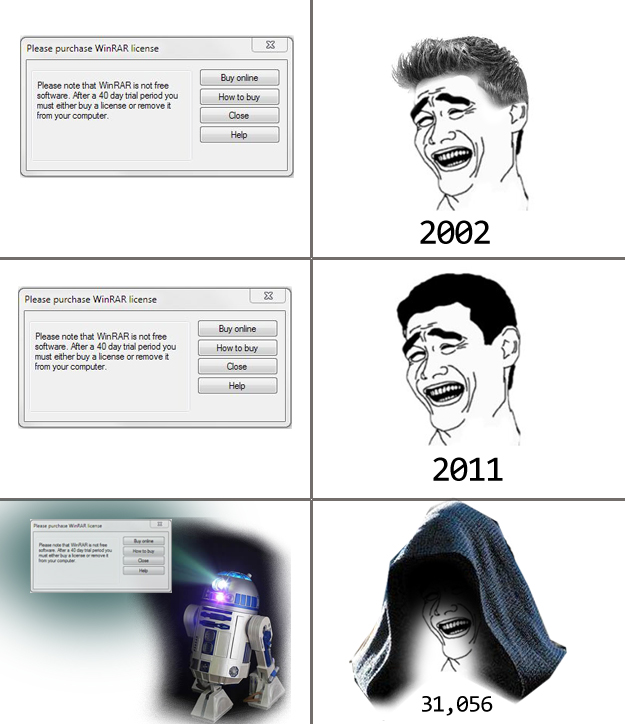 Please purchase WinRAR license
Please note that WinRAR is not free
software. After a 40 day trial period you
must either buy a license or remove it
from your computer.
Buy online
How to buy
Close
Help
2002
Please purchase WinRAR license
Please note that WinRAR is not free
software. After a 40 day trial period you
must either buy a license or remove it
from your computer.
Buy online
How to buy
Close
Help
2011
Please purchase WinRAR license
Please note that WinRAR is not free
software. After a 40 day trial period you
must either buy a license or remove it
from your computer.
Buy online
How to buy
Close
Help
31,056